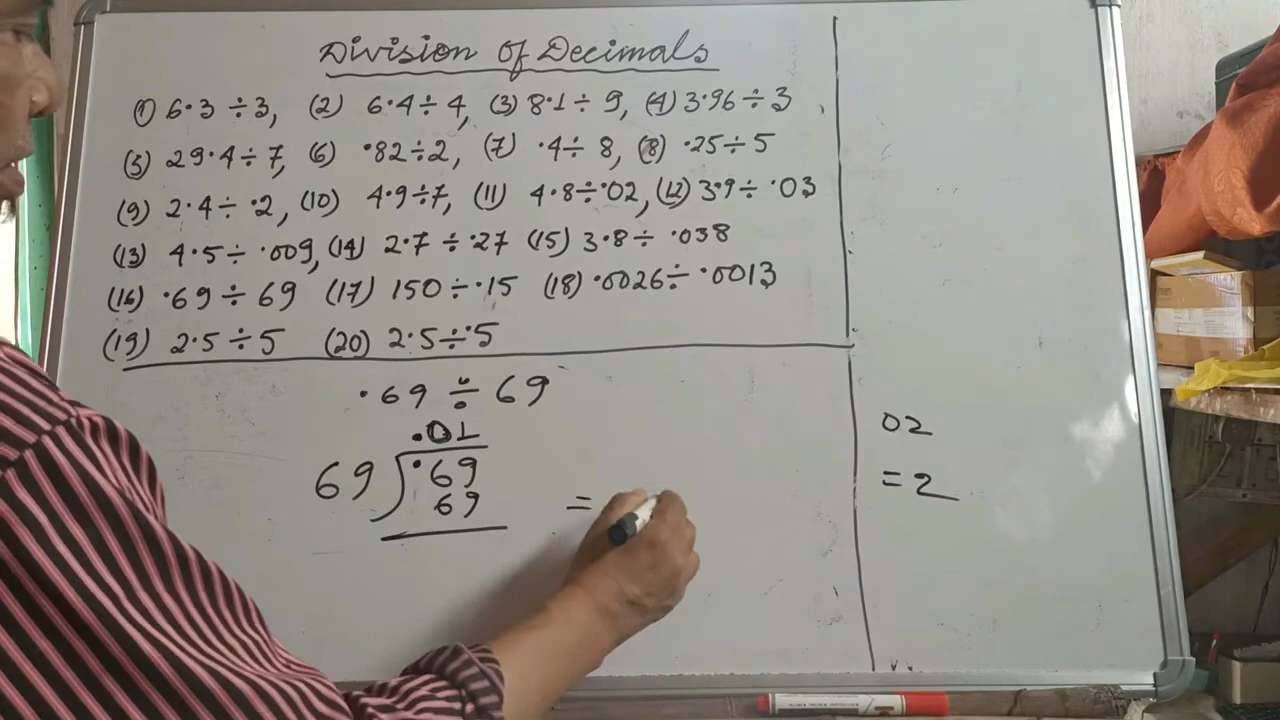 Division of Decimals
(1) 6.3 ÷ 3, (2) 6.4 ÷ 4, (3) 8.1 ÷ 9, (4) 3.96 ÷ 3
(5) 29.4 ÷ 7, (6) .82 ÷ 2, (7) .4 ÷ 8, (8) .25 ÷ 5
(9) 2.4 ÷ .2, (10) 4.9 ÷ 7, (11) 4.8 ÷ .02, (12) 3.9 ÷ .03
(13) 4.5 ÷ .009, (14) 2.7 ÷ .27 (15) 3.8 ÷ .038
(16) .69 ÷ 69 (17) 150 ÷ .15 (18) .0026 ÷ .0013
(19) 2.5 ÷ 5 (20) 2.5 ÷ .5
.69 ÷ 69
.01
69 ) .69
69
=
02
= 2